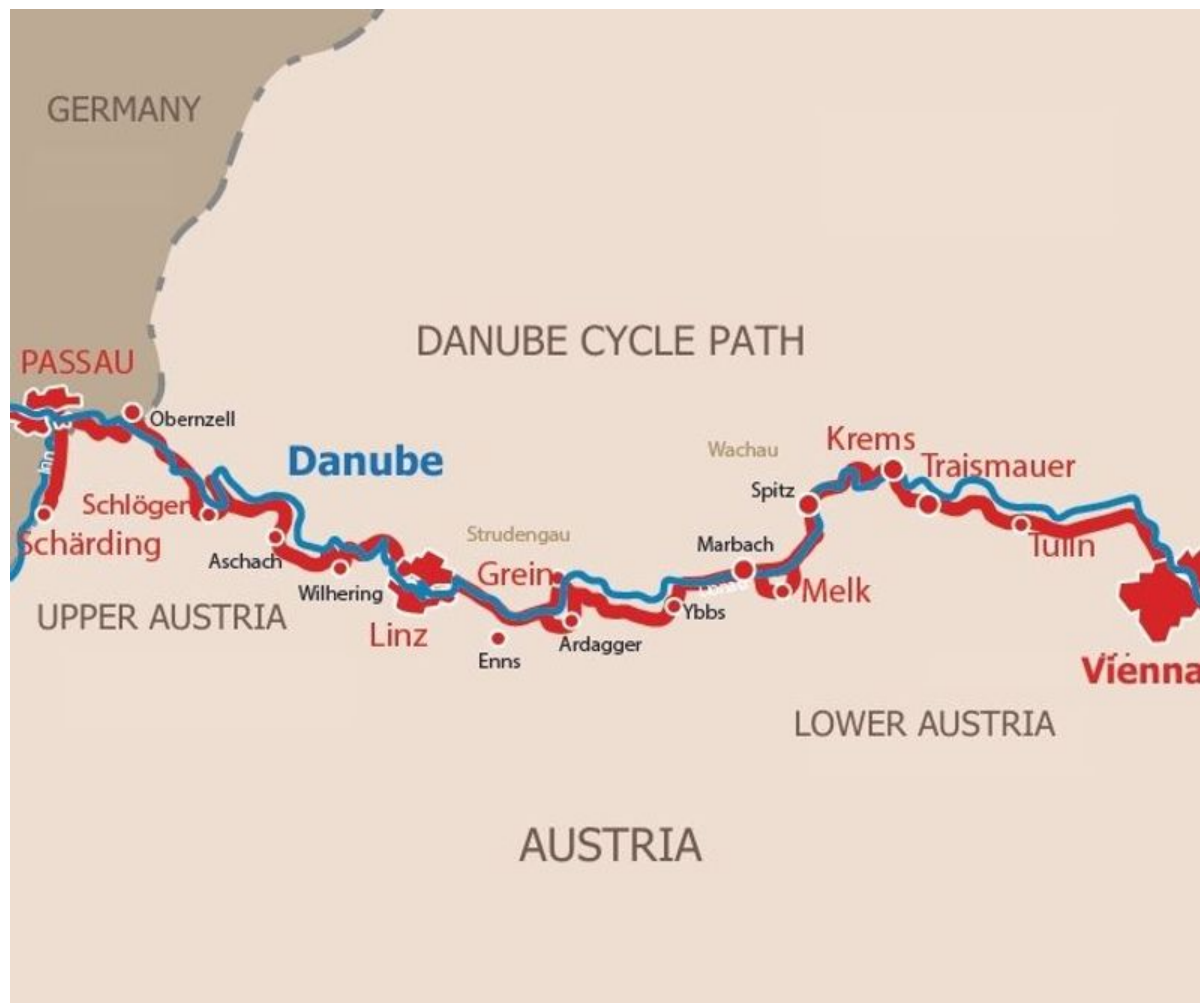 GERMANY
DANUBE CYCLE PATH
PASSAU
Obernzell
Danube
Krems
Wachau
Traismauer
Spitz
Inn
Schlögen
Schärding
Strudengau
Marbach
Tulln
Aschach
Grein
Wilhering
Melk
UPPER AUSTRIA
Ybbs
Linz
Ardagger
Enns
Vienna
LOWER AUSTRIA
AUSTRIA